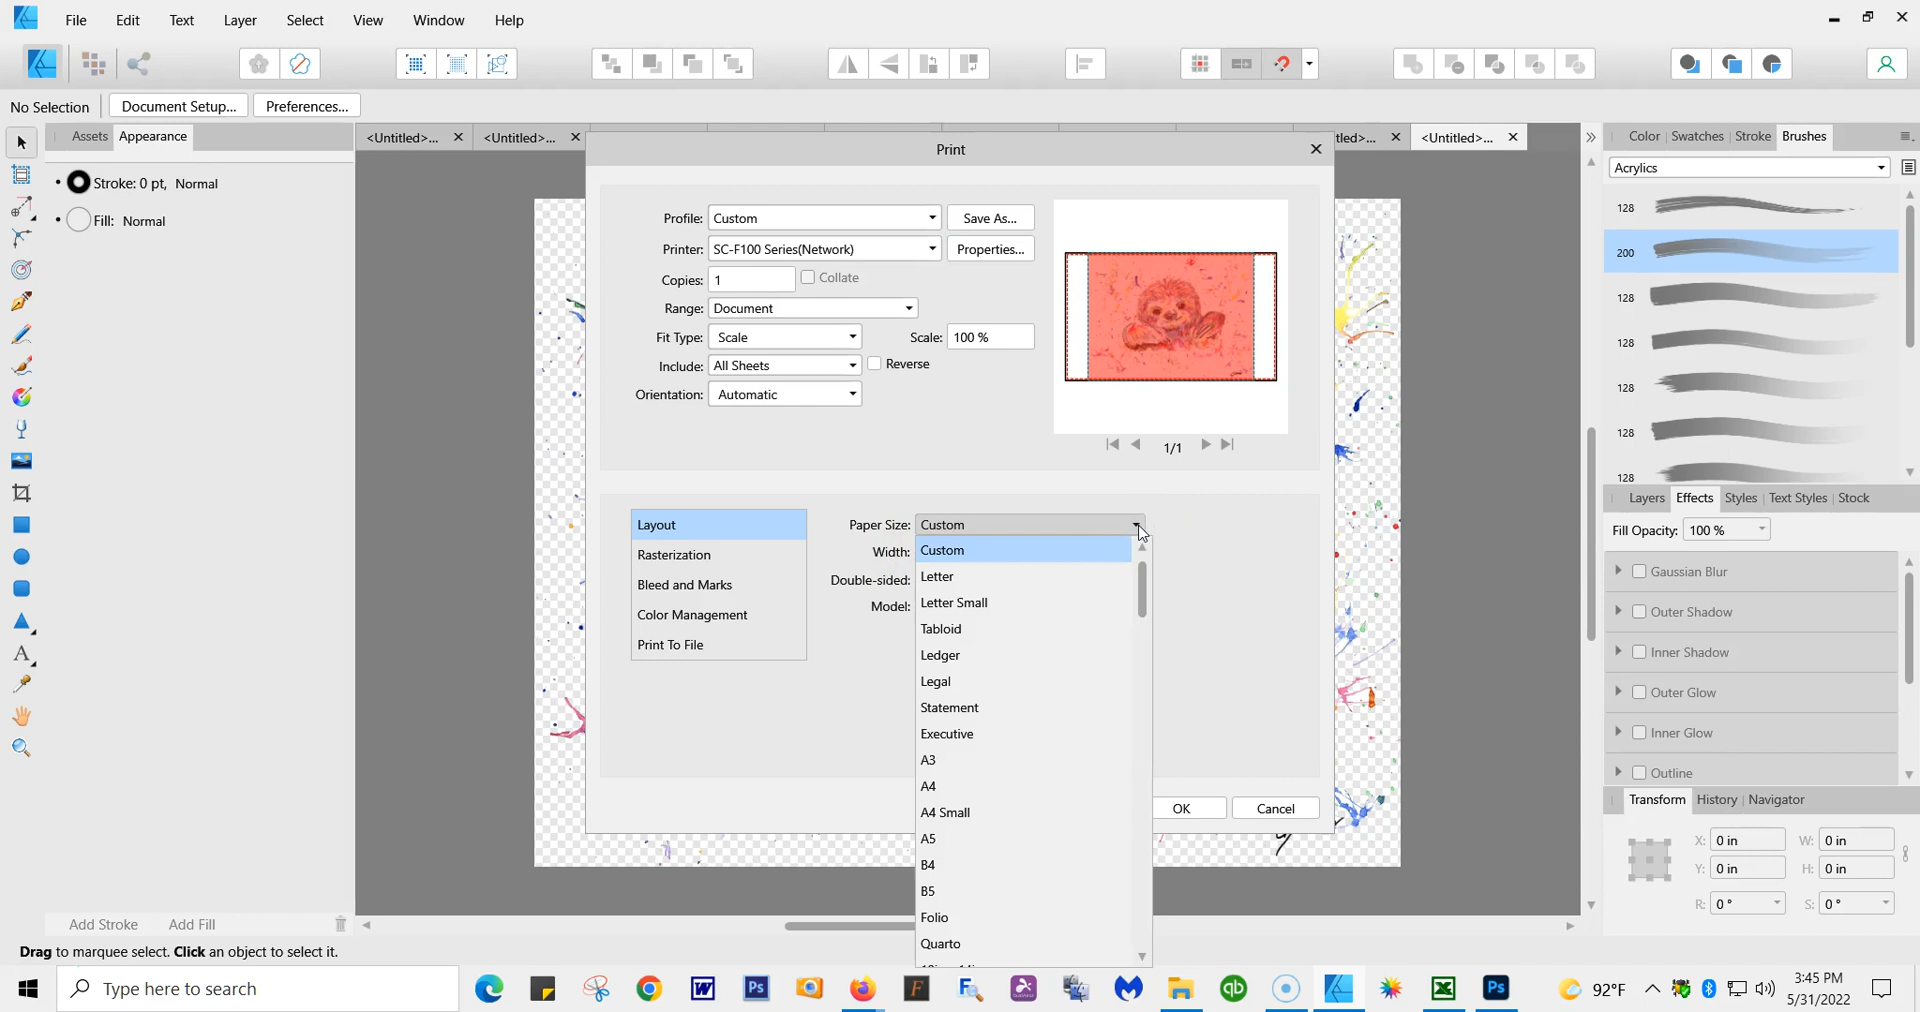 File Edit Text Layer Select View Window Help
No Selection Document Setup... Preferences...
Assets Appearance
<Untitled>... × <Untitled>... × tled>... × <Untitled>... ×
Color Swatches Stroke Brushes
Stroke: 0 pt, Normal
Fill: Normal
Print
Profile: Custom Save As...
Printer: SC-F100 Series(Network) Properties...
Copies: 1 Collate
Range: Document
Fit Type: Scale Scale: 100 %
Include: All Sheets Reverse
Orientation: Automatic
1/1
Layout
Rasterization
Bleed and Marks
Color Management
Print To File
Paper Size: Custom
Width:
Double-sided:
Model:
Custom
Letter
Letter Small
Tabloid
Ledger
Legal
Statement
Executive
A3
A4
A4 Small
A5
B4
B5
Folio
Quarto
OK Cancel
Acrylics
128
200
128
128
128
128
128
Layers Effects Styles Text Styles Stock
Fill Opacity: 100 %
Gaussian Blur
Outer Shadow
Inner Shadow
Outer Glow
Inner Glow
Outline
Transform History Navigator
X: 0 in W: 0 in
Y: 0 in H: 0 in
R: 0 ° S: 0 °
Add Stroke Add Fill
Drag to marquee select. Click an object to select it.
Type here to search
92°F
3:45 PM
5/31/2022